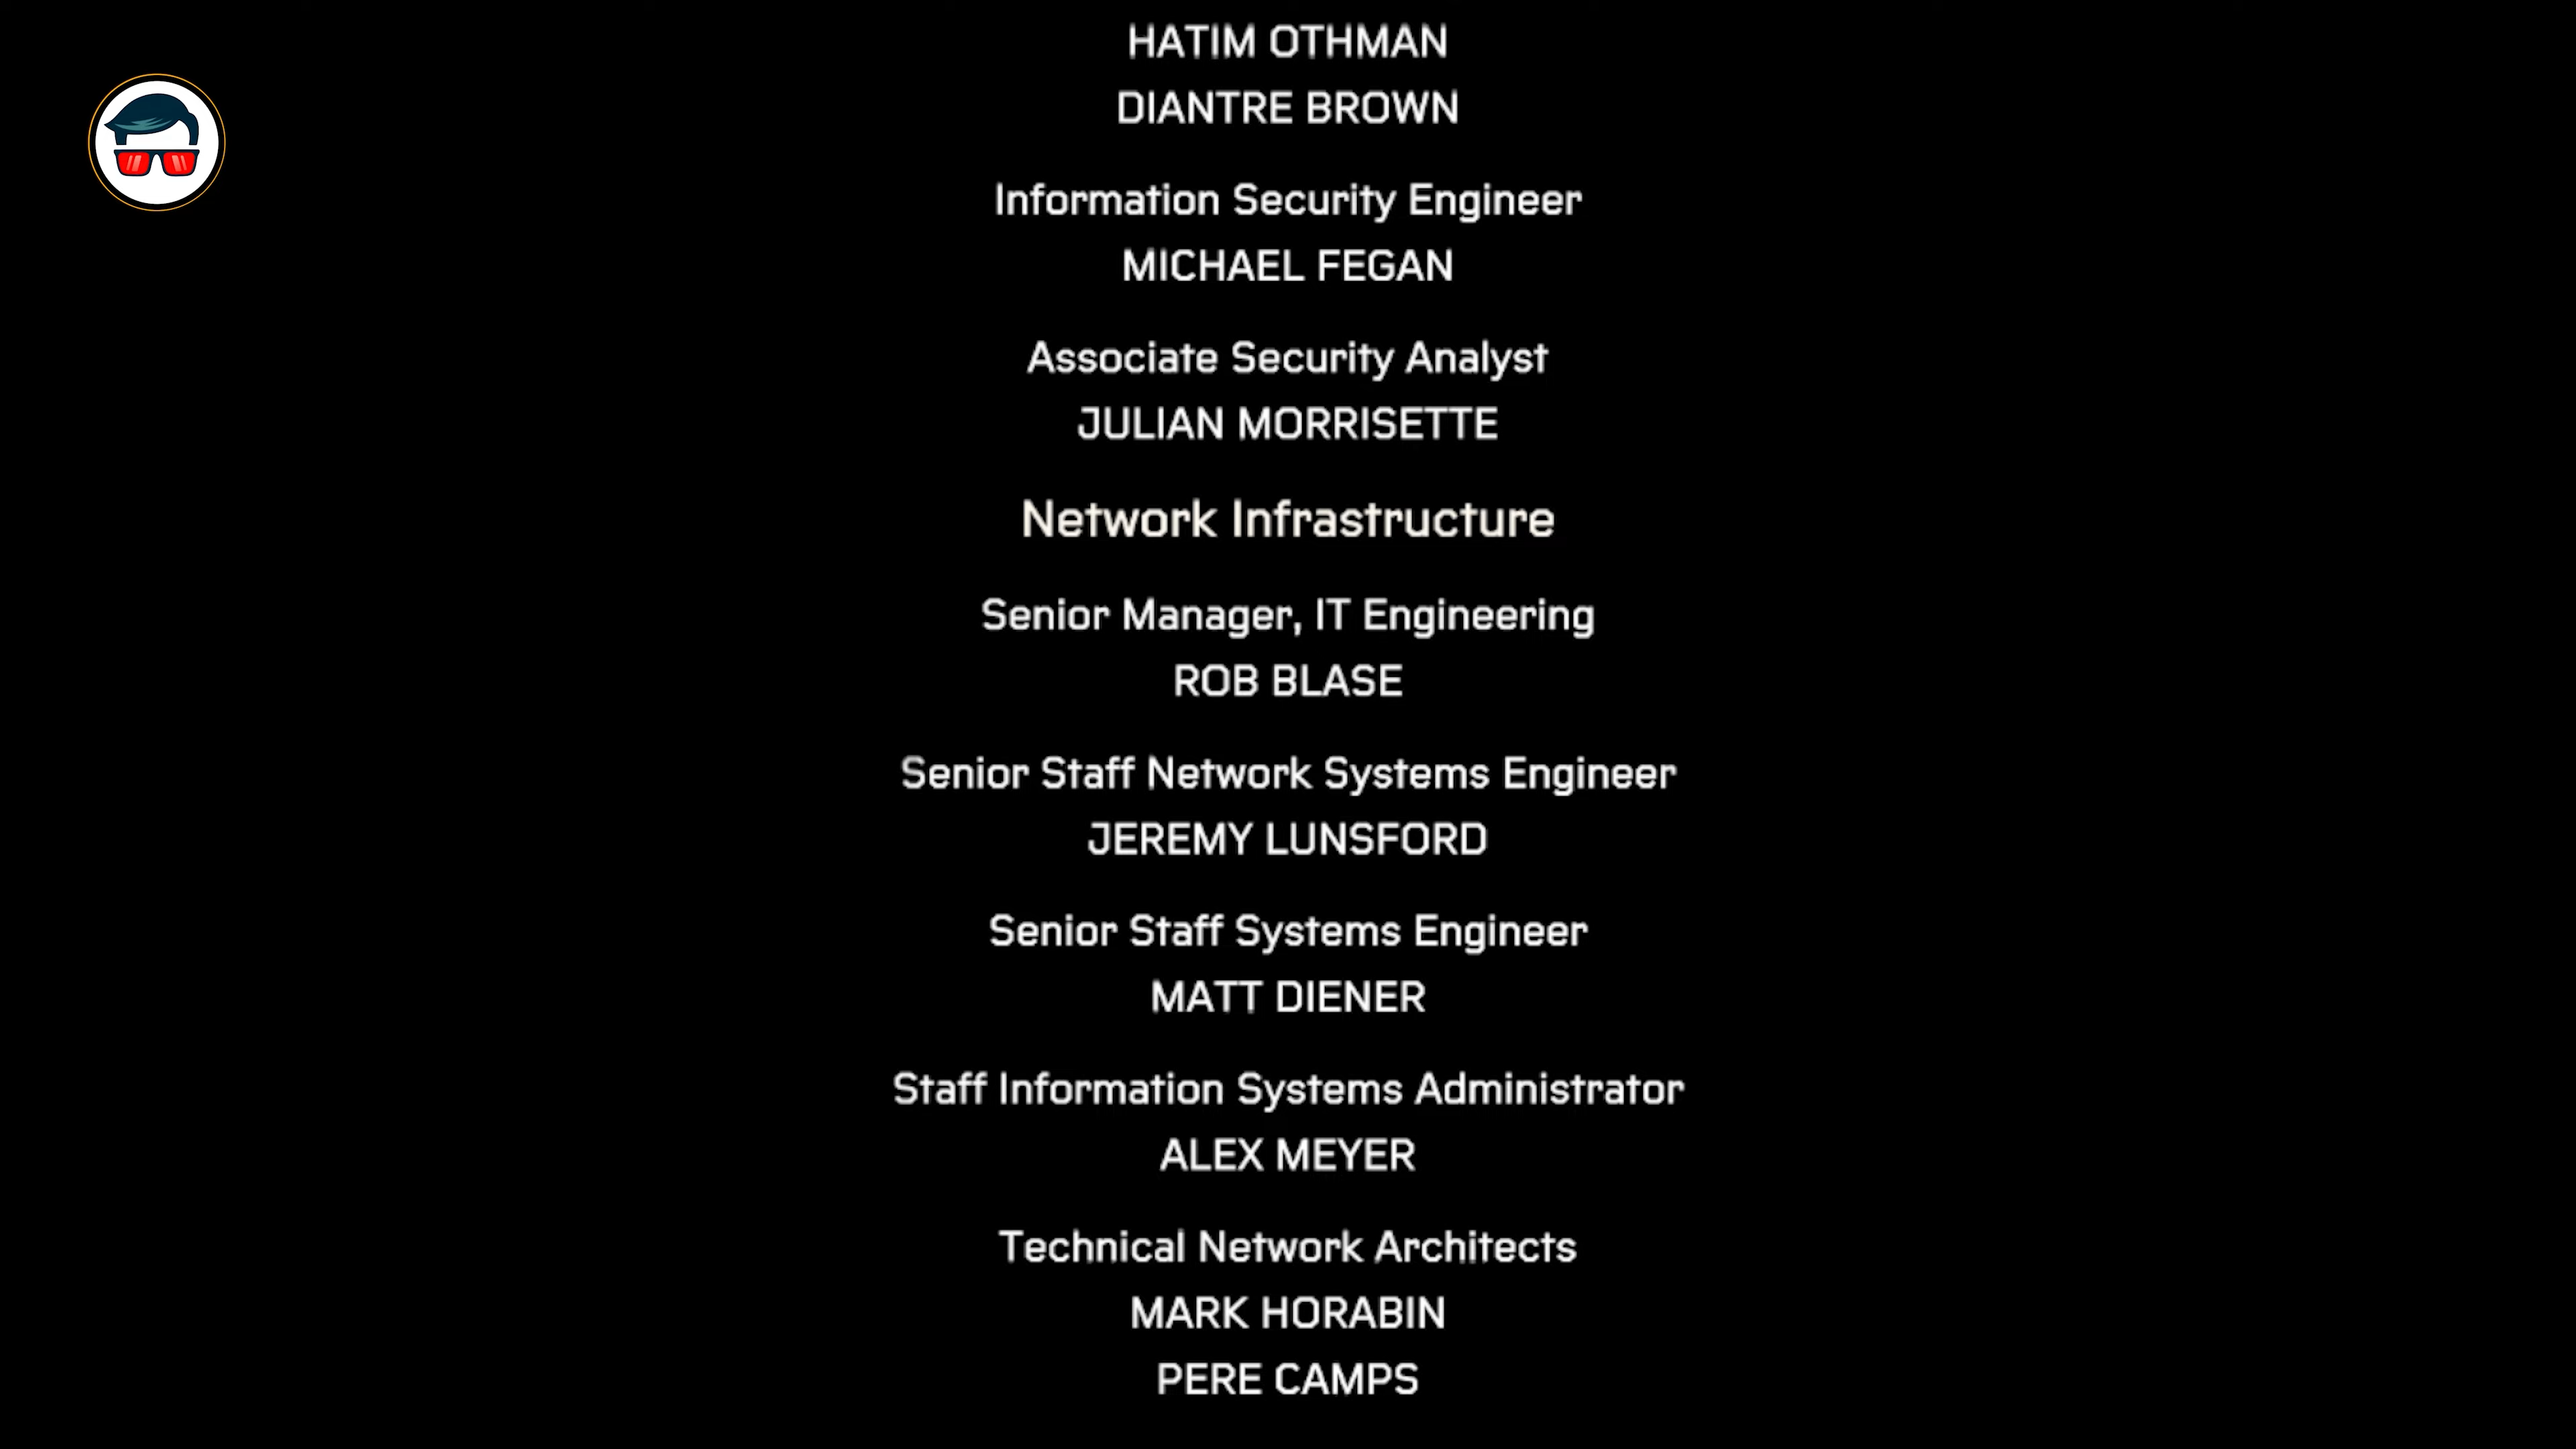 HATIM OTHMAN
DIANTRE BROWN
Information Security Engineer
MICHAEL FEGAN
Associate Security Analyst
JULIAN MORRISETTE
Network Infrastructure
Senior Manager, IT Engineering
ROB BLASE
Senior Staff Network Systems Engineer
JEREMY LUNSFORD
Senior Staff Systems Engineer
MATT DIENER
Staff Information Systems Administrator
ALEX MEYER
Technical Network Architects
MARK HORABIN
PERE CAMPS